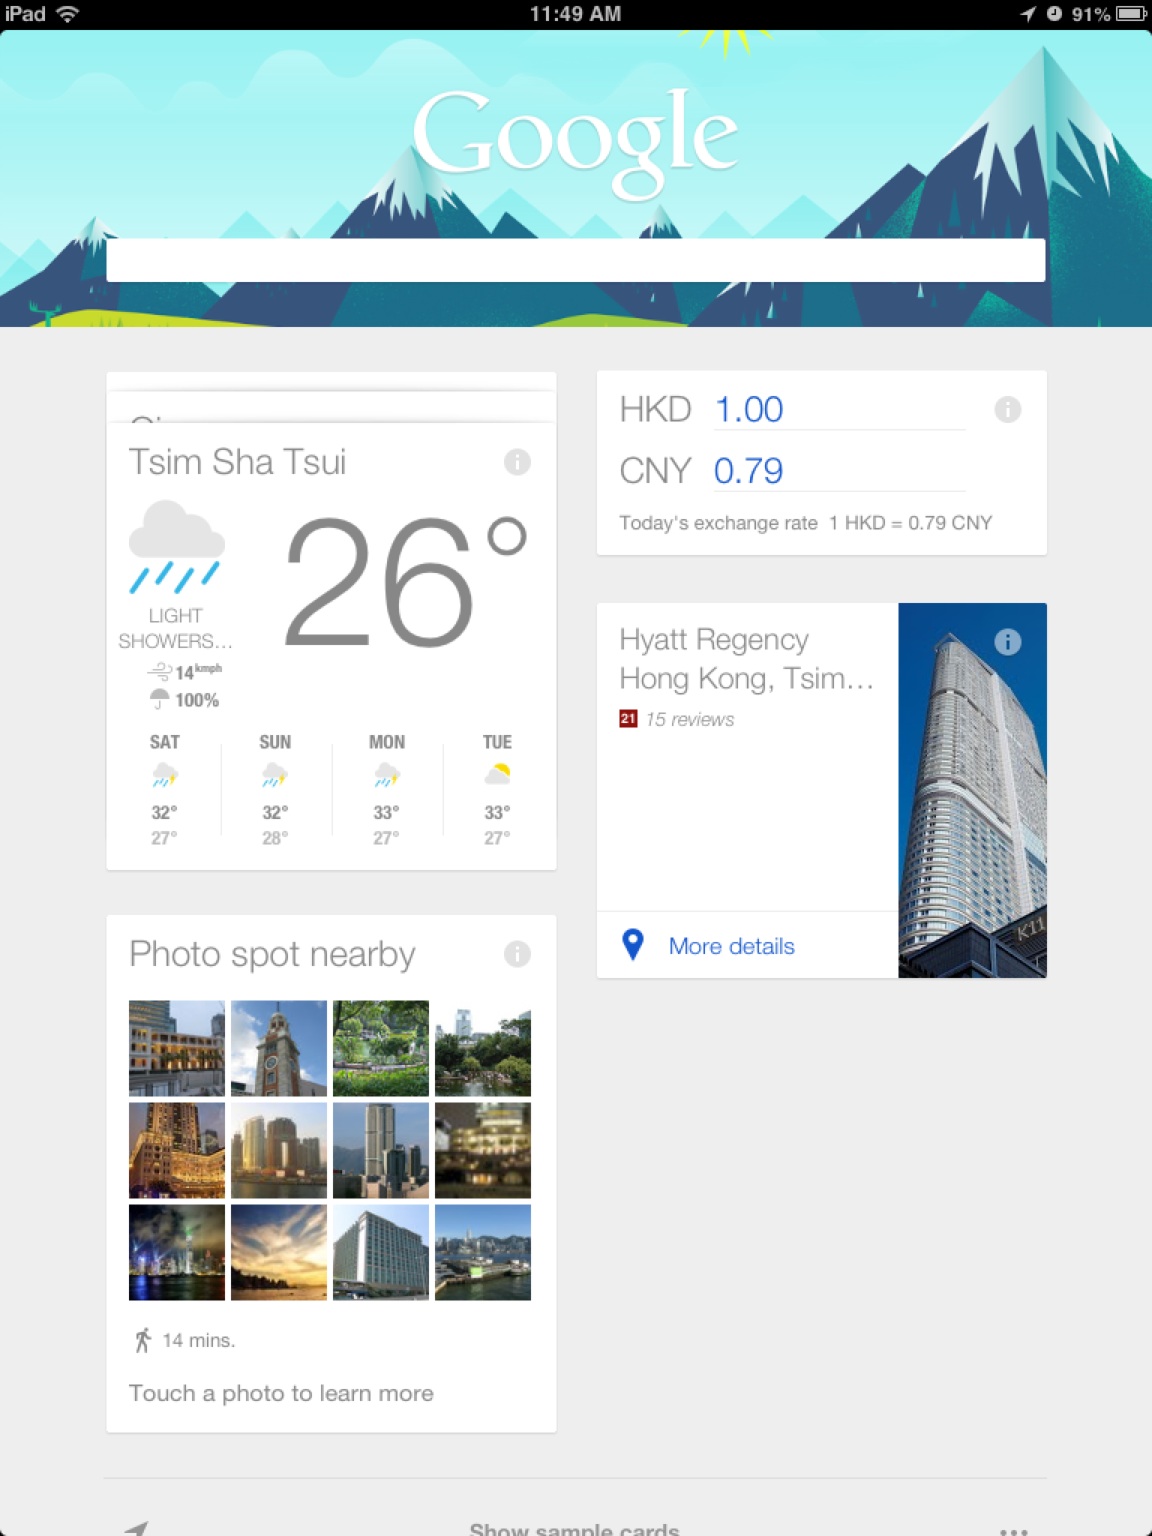 iPad 11:49 AM 91%
Google
Tsim Sha Tsui
26°
LIGHT
SHOWERS...
14 kmph
100%
SAT SUN MON TUE
32° 32° 33° 33°
27° 28° 27° 27°
HKD 1.00
CNY 0.79
Today's exchange rate 1 HKD = 0.79 CNY
Hyatt Regency
Hong Kong, Tsim...
21 15 reviews
K11
More details
Photo spot nearby
14 mins.
Touch a photo to learn more
Show sample cards